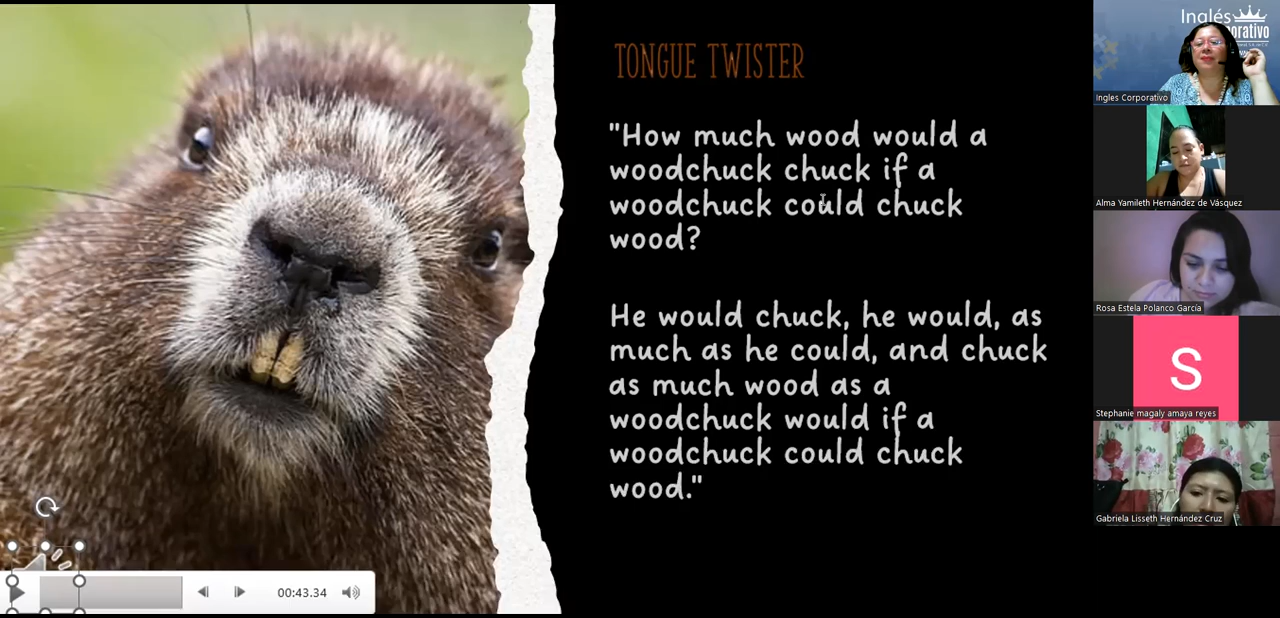 TONGUE TWISTER
"How much wood would a
woodchuck chuck if a
woodchuck could chuck
wood?
He would chuck, he would, as
much as he could, and chuck
as much wood as a
woodchuck would if a
woodchuck could chuck
wood."
00:43.34
Inglés
Ingles Corporativo
Alma Yamileth Hernández de Vásquez
Rosa Estela Polanco García
S
Stephanie magaly amaya reyes
Gabriela Lisseth Hernández Cruz